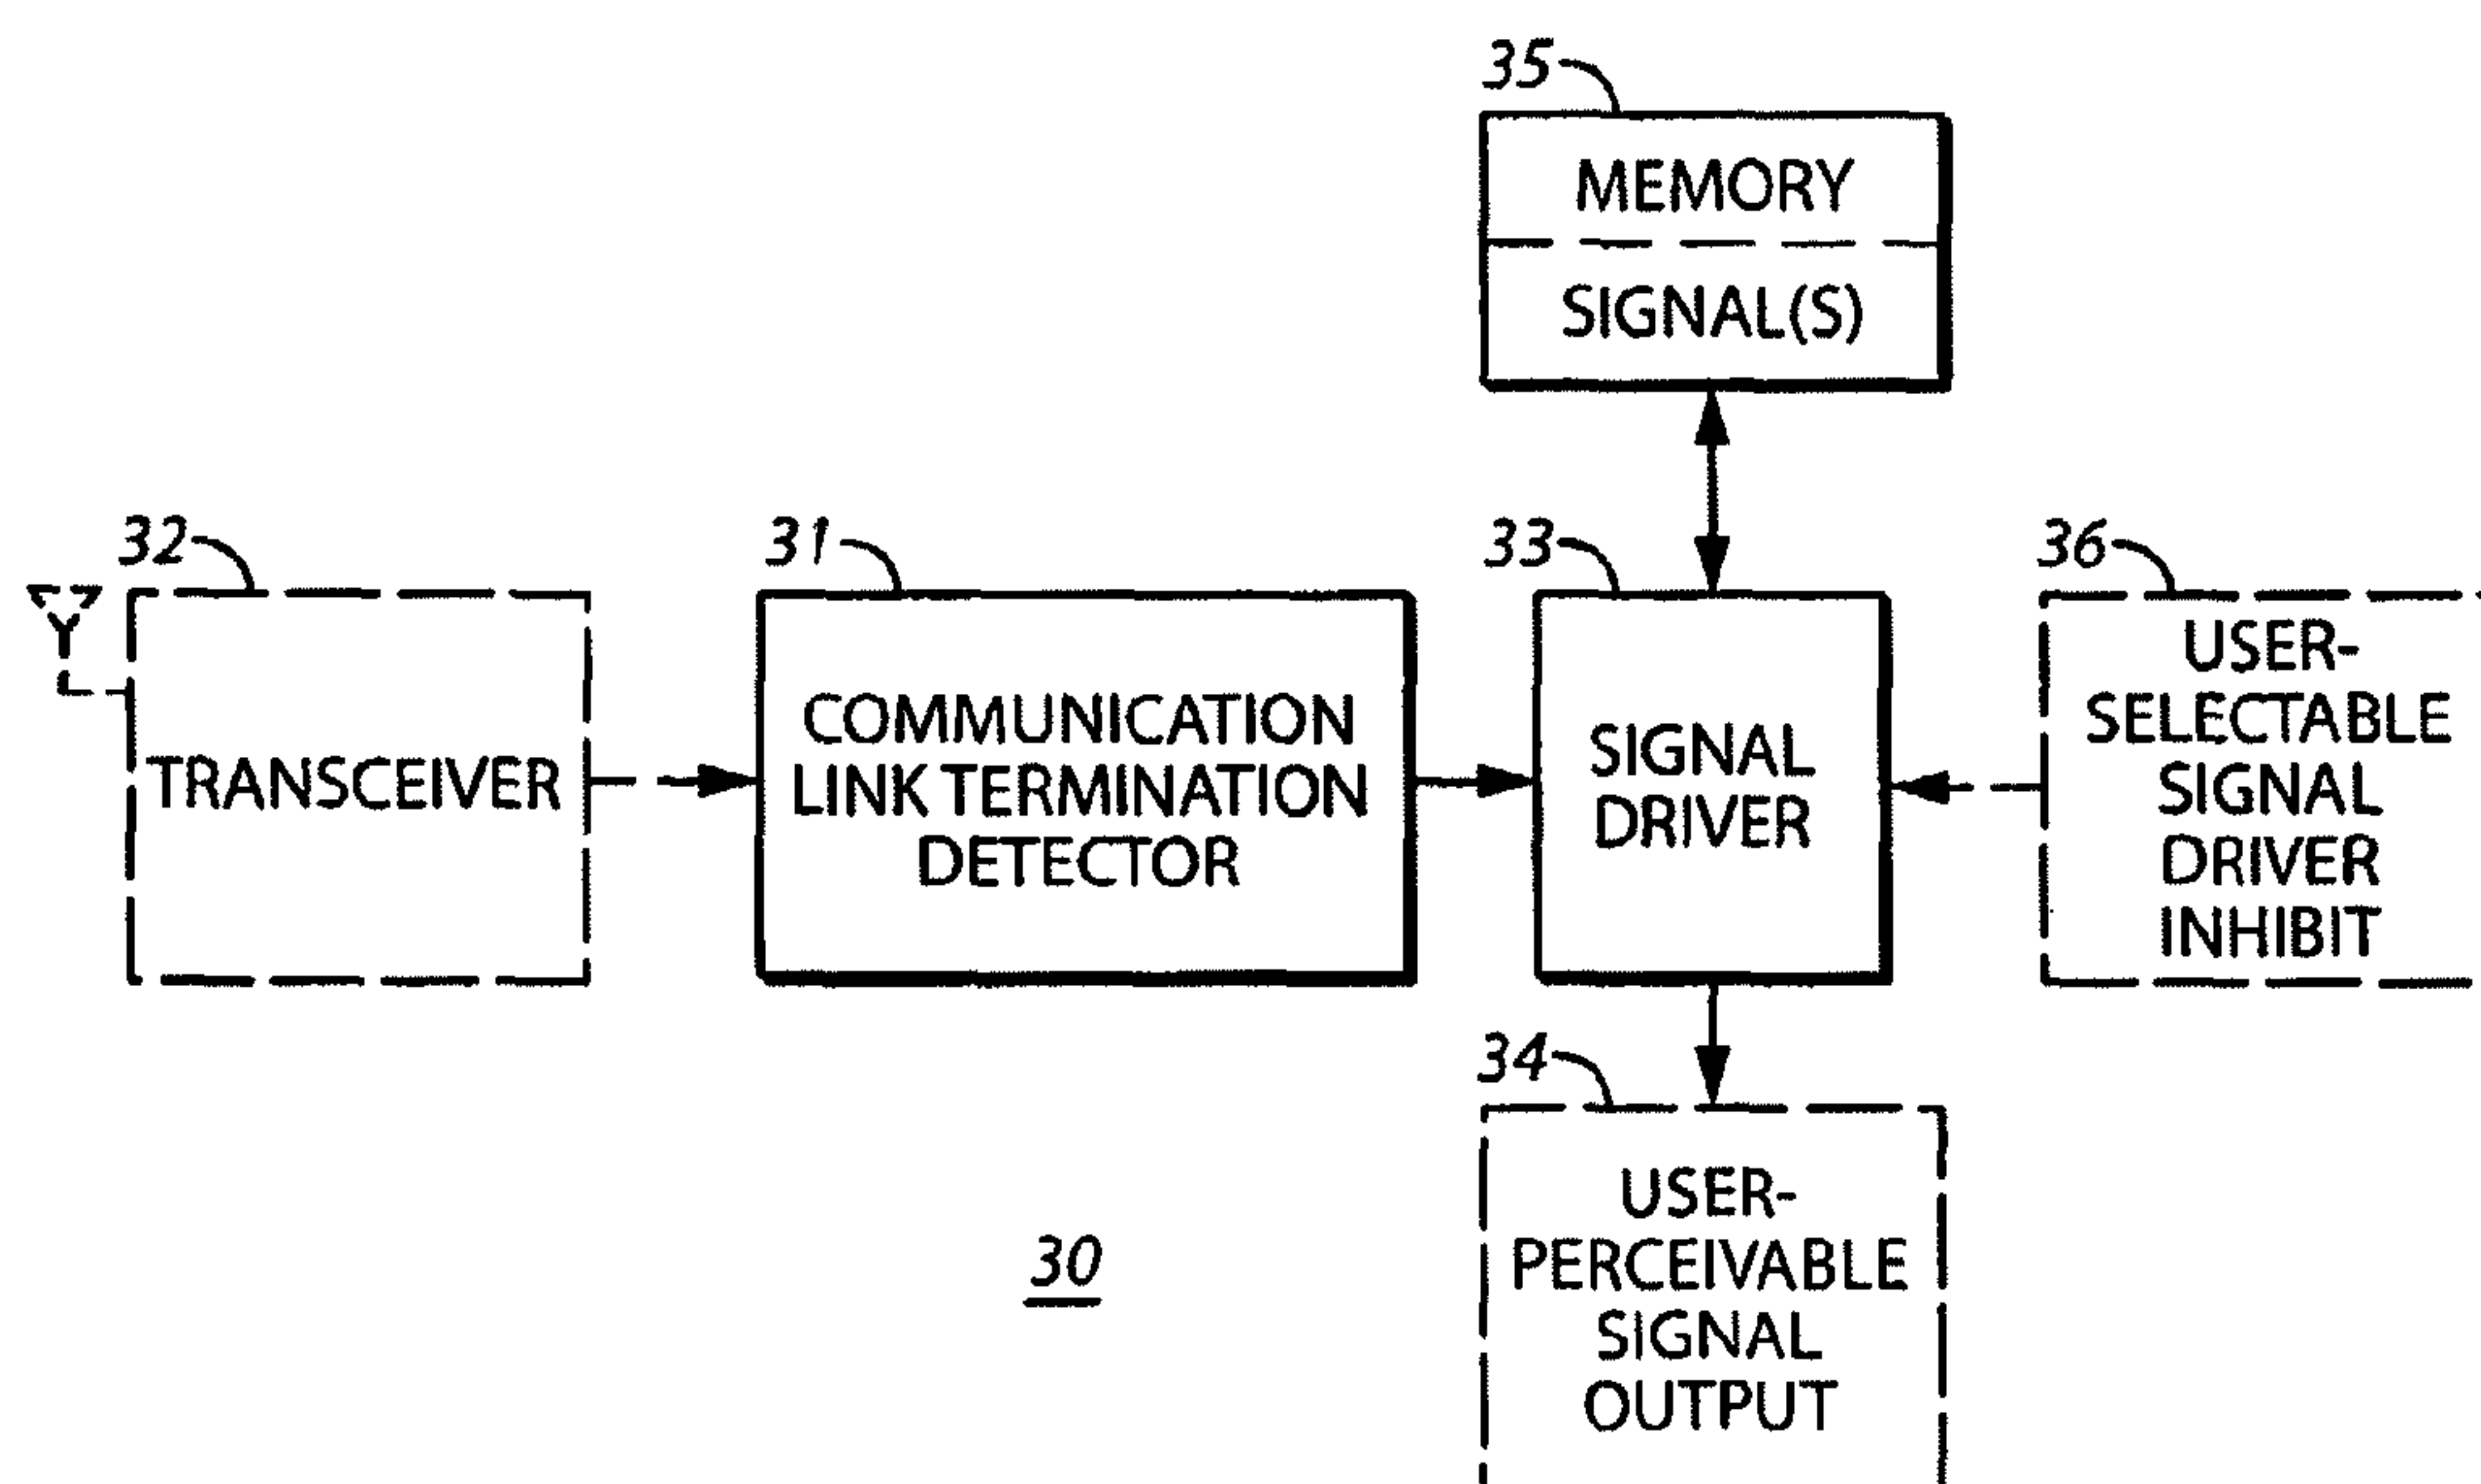 35
MEMORY
SIGNAL(S)
32
31
33
36
TRANSCEIVER
COMMUNICATION
LINK TERMINATION
DETECTOR
SIGNAL
DRIVER
USER-
SELECTABLE
SIGNAL
DRIVER
INHIBIT
34
USER-
PERCEIVABLE
SIGNAL
OUTPUT
30